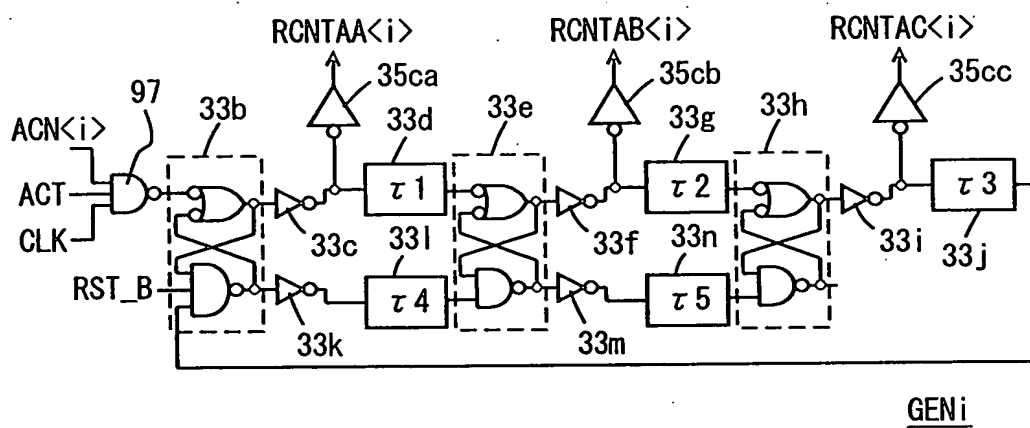 RCNTAA<i>
RCNTAB<i>
RCNTAC<i>
97
33b
35ca
33d
33e
35cb
33g
33h
35cc
ACN<i>
ACT
CLK
τ1
τ2
τ3
33c
33l
33f
33n
33i
33j
RST_B
τ4
τ5
33k
33m
GENi